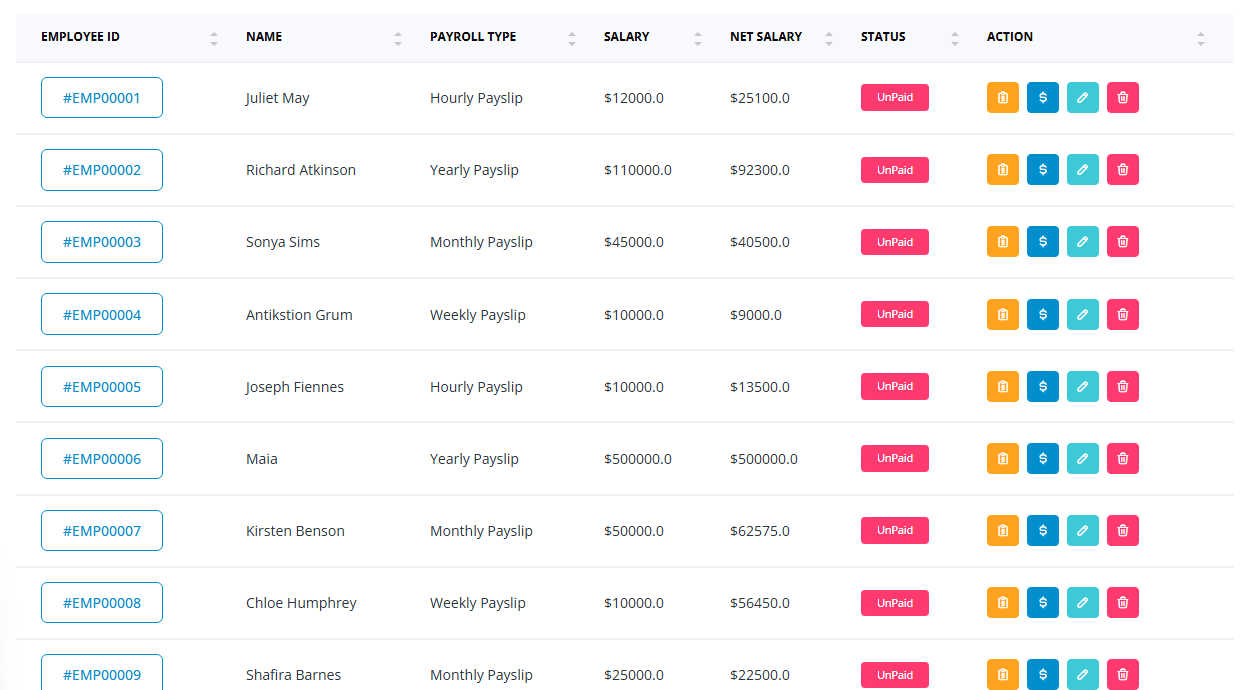 EMPLOYEE ID NAME PAYROLL TYPE SALARY NET SALARY STATUS ACTION
#EMP00001 Juliet May Hourly Payslip $12000.0 $25100.0 UnPaid
#EMP00002 Richard Atkinson Yearly Payslip $110000.0 $92300.0 UnPaid
#EMP00003 Sonya Sims Monthly Payslip $45000.0 $40500.0 UnPaid
#EMP00004 Antikstion Grum Weekly Payslip $10000.0 $9000.0 UnPaid
#EMP00005 Joseph Fiennes Hourly Payslip $10000.0 $13500.0 UnPaid
#EMP00006 Maia Yearly Payslip $500000.0 $500000.0 UnPaid
#EMP00007 Kirsten Benson Monthly Payslip $50000.0 $62575.0 UnPaid
#EMP00008 Chloe Humphrey Weekly Payslip $10000.0 $56450.0 UnPaid
#EMP00009 Shafira Barnes Monthly Payslip $25000.0 $22500.0 UnPaid